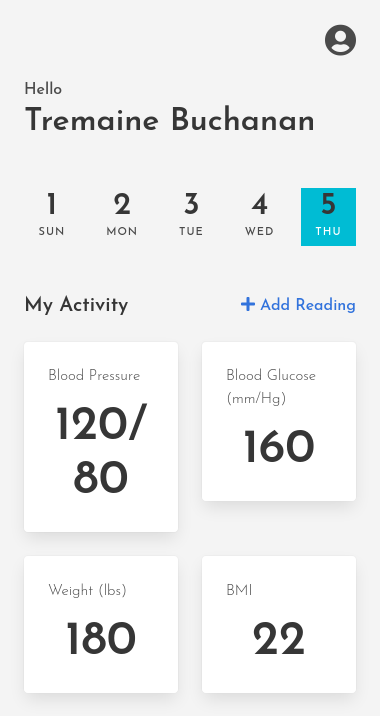 Hello
Tremaine Buchanan
1 2 3 4 5
SUN MON TUE WED THU
My Activity + Add Reading
Blood Pressure
120/
80
Blood Glucose
(mm/Hg)
160
Weight (lbs)
180
BMI
22